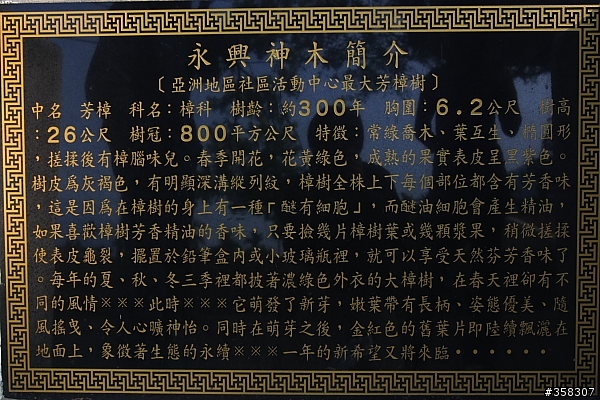 永興神木簡介
〔亞洲地區社區活動中心最大芳樟樹〕
中名 芳樟 科名：樟科 樹齡：約300年 胸圍：6.2公尺 樹高
：26公尺 樹冠：800平方公尺 特徵：常綠喬木、葉互生、橢圓形
，搓揉後有樟腦味兒。春季開花，花黃綠色，成熟的果實表皮呈黑紫色。
樹皮為灰褐色，有明顯深溝縱列紋，樟樹全株上下每個部位都含有芳香味
，這是因為在樟樹的身上有一種「醚有細胞」，而醚油細胞會產生精油，
如果喜歡樟樹芳香精油的香味，只要撿幾片樟樹葉或幾顆漿果，稍微搓揉
使表皮龜裂，擺置於鉛筆盒內或小玻璃瓶裡，就可以享受天然芬芳香味了
。每年的夏、秋、冬三季裡都披著濃綠色外衣的大樟樹，在春天裡卻有不
同的風情×××此時×××它萌發了新芽，嫩葉帶有長柄、姿態優美、隨
風搖曳、令人心曠神怡。同時在萌芽之後，金紅色的舊葉片即陸續飄灑在
地面上，象徵著生態的永續×××一年的新希望又將來臨‧‧‧‧‧‧
#358307